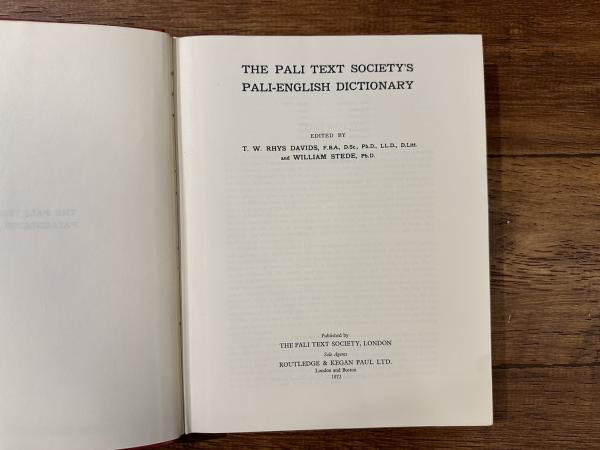 THE PALI TEXT SOCIETY'S
PALI-ENGLISH DICTIONARY
EDITED BY
T. W. RHYS DAVIDS, F.B.A., D.Sc., Ph.D., LL.D., D.Litt.
and WILLIAM STEDE, Ph.D.
Published by
THE PALI TEXT SOCIETY, LONDON
Sole Agents
ROUTLEDGE & KEGAN PAUL LTD.
London and Boston